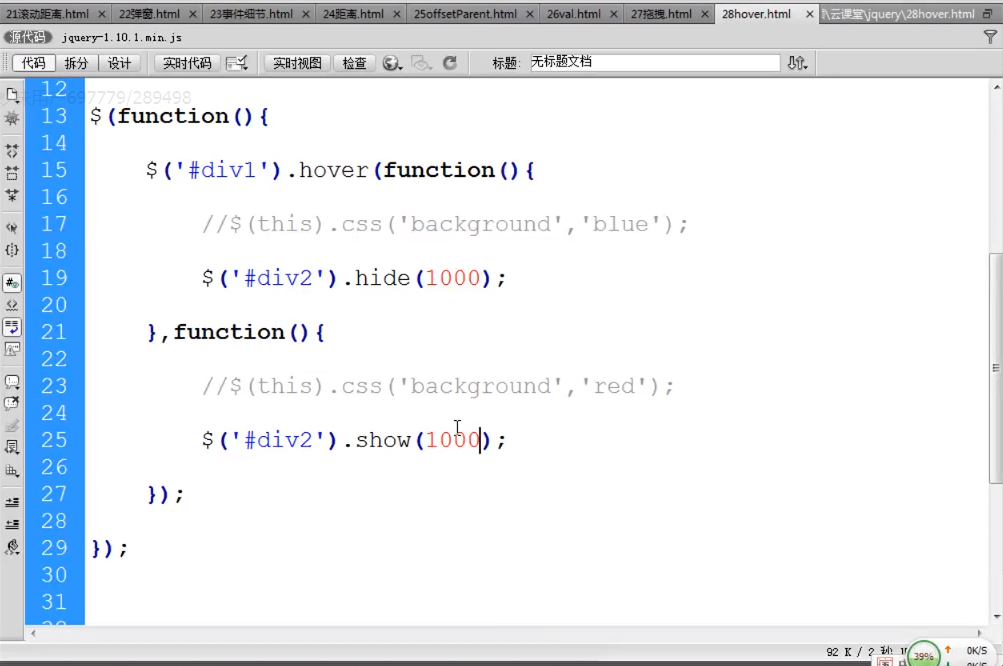 21滚动距离.html × 22弹窗.html × 23事件细节.html × 24距离.html × 25offsetParent.html × 26val.html × 27拖拽.html × 28hover.html × \云课堂\jquery\28hover.html
源代码 jquery-1.10.1.min.js
代码 拆分 设计 实时代码 实时视图 检查 标题: 无标题文档
697779/289498
12
13 $(function(){
14
15 $('#div1').hover(function(){
16
17 //$(this).css('background','blue');
18
19 $('#div2').hide(1000);
20
21 },function(){
22
23 //$(this).css('background','red');
24
25 $('#div2').show(1000);
26
27 });
28
29 });
30
31
92 K / 2 秒
39%
0K/S
0K/S